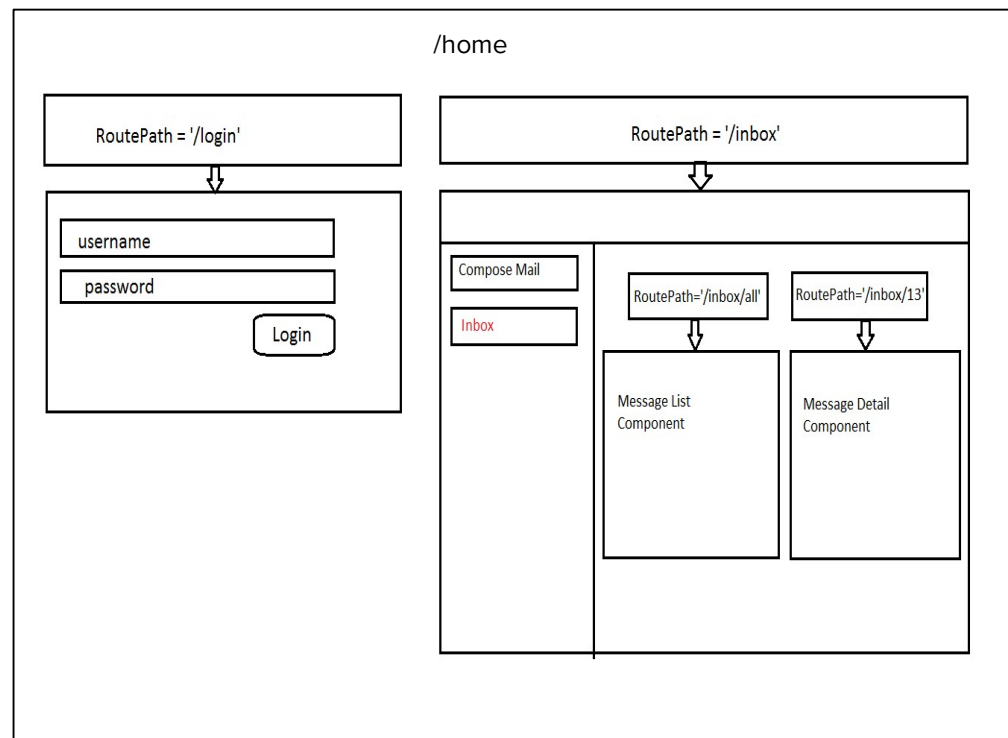 /home
RoutePath = '/login'
username
password
Login
RoutePath = '/inbox'
Compose Mail
Inbox
RoutePath='/inbox/all'
Message List
Component
RoutePath='/inbox/13'
Message Detail
Component